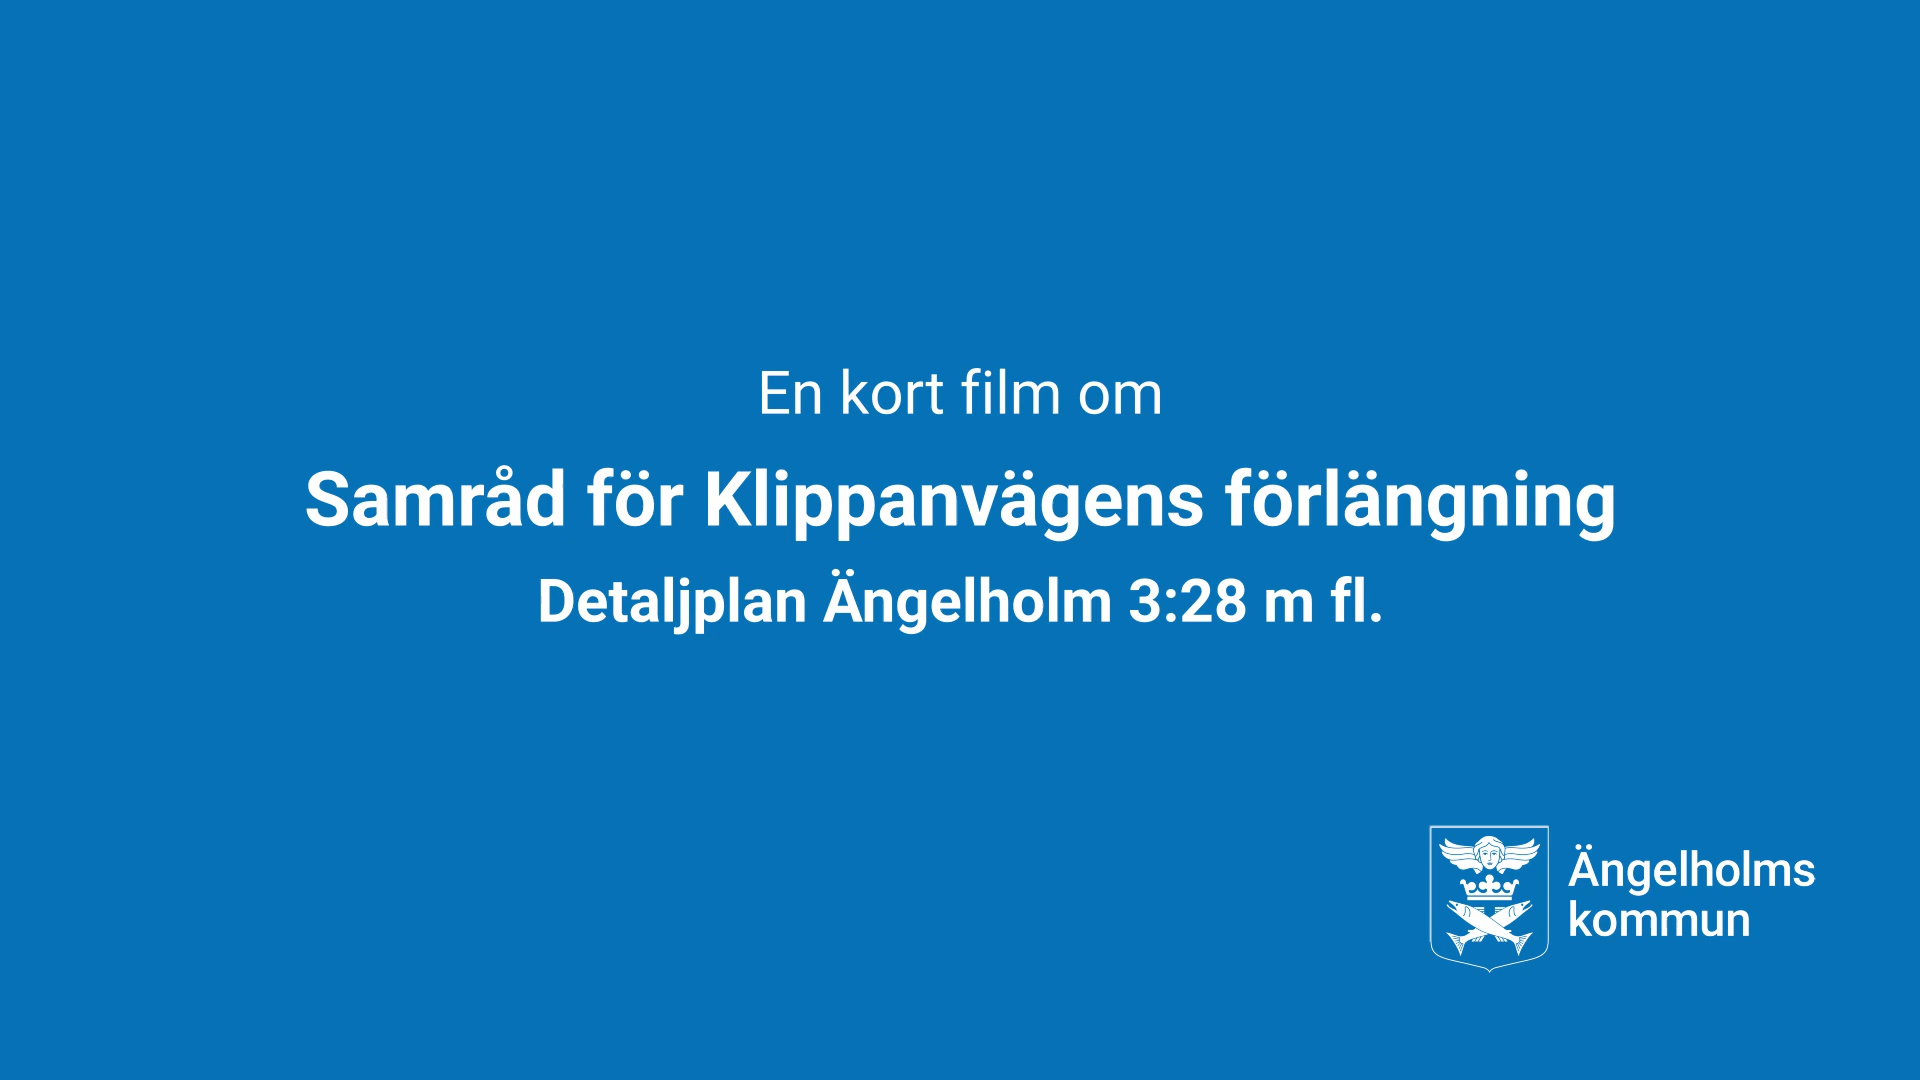 En kort film om
Samråd för Klippanvägens förlängning
Detaljplan Ängelholm 3:28 m fl.
Ängelholms
kommun